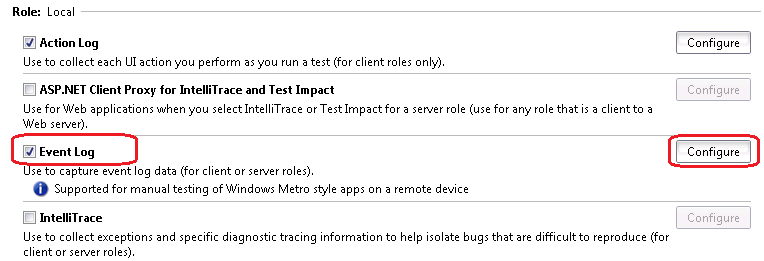 Role: Local
Action Log Configure
Use to collect each UI action you perform as you run a test (for client roles only).
ASP.NET Client Proxy for IntelliTrace and Test Impact Configure
Use for Web applications when you select IntelliTrace or Test Impact for a server role (use for any role that is a client to a
Web server).
Event Log Configure
Use to capture event log data (for client or server roles).
Supported for manual testing of Windows Metro style apps on a remote device
IntelliTrace Configure
Use to collect exceptions and specific diagnostic tracing information to help isolate bugs that are difficult to reproduce (for
client or server roles).